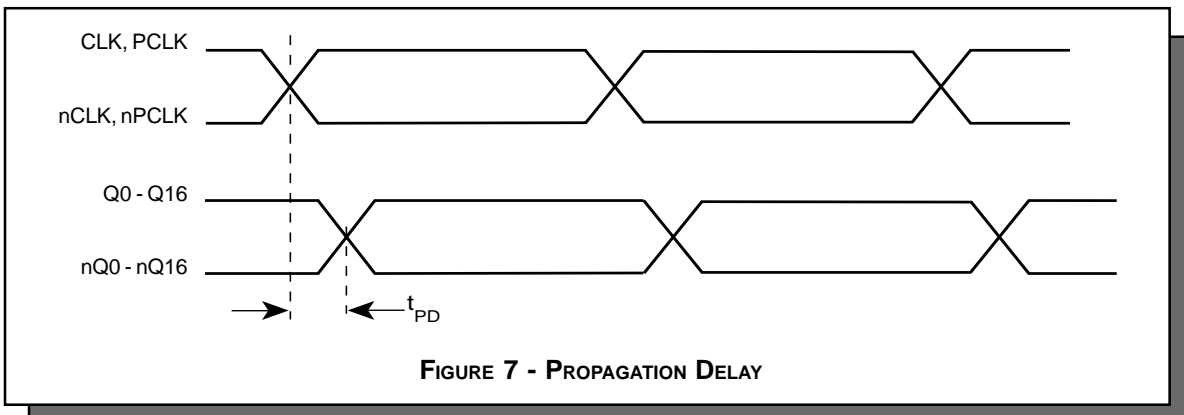 CLK, PCLK
nCLK, nPCLK
Q0 - Q16
nQ0 - nQ16
tPD
FIGURE 7 - PROPAGATION DELAY